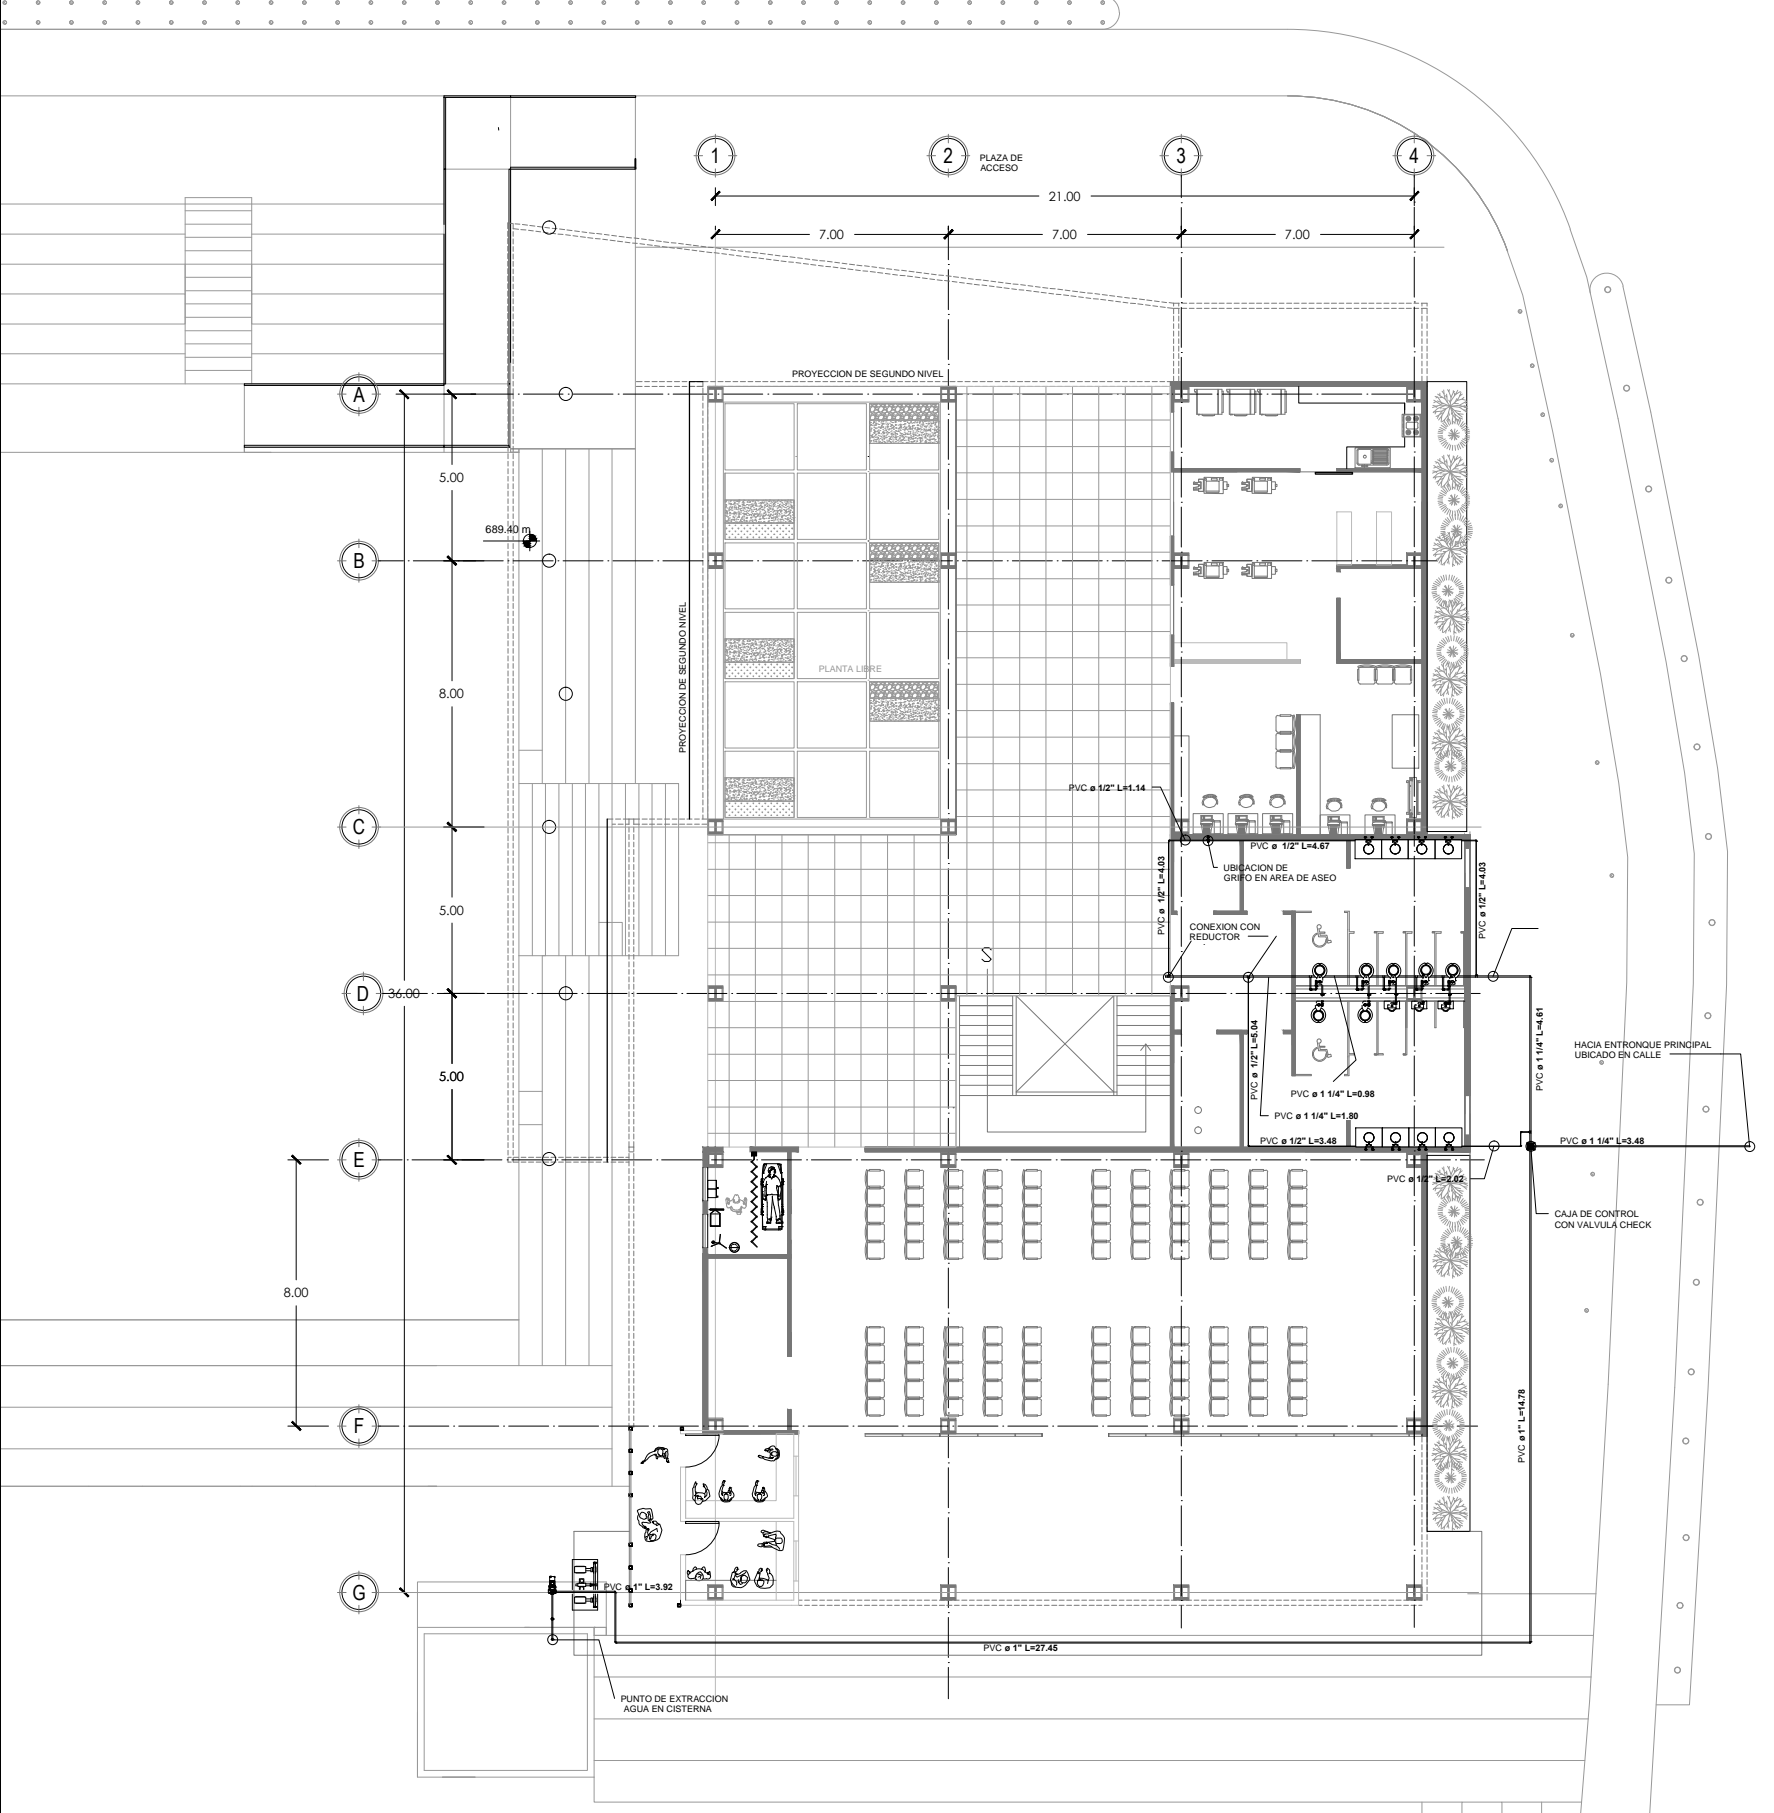 1
2
3
4
PLAZA DE
ACCESO
21.00
7.00
7.00
7.00
PROYECCION DE SEGUNDO NIVEL
A
5.00
689.40 m
B
PROYECCION DE SEGUNDO NIVEL
PLANTA LIBRE
8.00
PVC ø 1/2" L=1.14
C
PVC ø 1/2" L=4.67
UBICACION DE
GRIFO EN AREA DE ASEO
PVC ø 1/2" L=4.03
PVC ø 1/2" L=4.03
5.00
CONEXION CON
REDUCTOR
S
D
36.00
PVC ø 1 1/4" L=4.61
HACIA ENTRONQUE PRINCIPAL
UBICADO EN CALLE
PVC ø 1/2" L=5.04
5.00
PVC ø 1 1/4" L=0.98
PVC ø 1 1/4" L=1.80
PVC ø 1/2" L=3.48
PVC ø 1 1/4" L=3.48
E
PVC ø 1/2" L=2.02
CAJA DE CONTROL
CON VALVULA CHECK
8.00
F
PVC ø 1" L=14.78
G
PVC ø 1" L=3.92
PVC ø 1" L=27.45
PUNTO DE EXTRACCION
AGUA EN CISTERNA